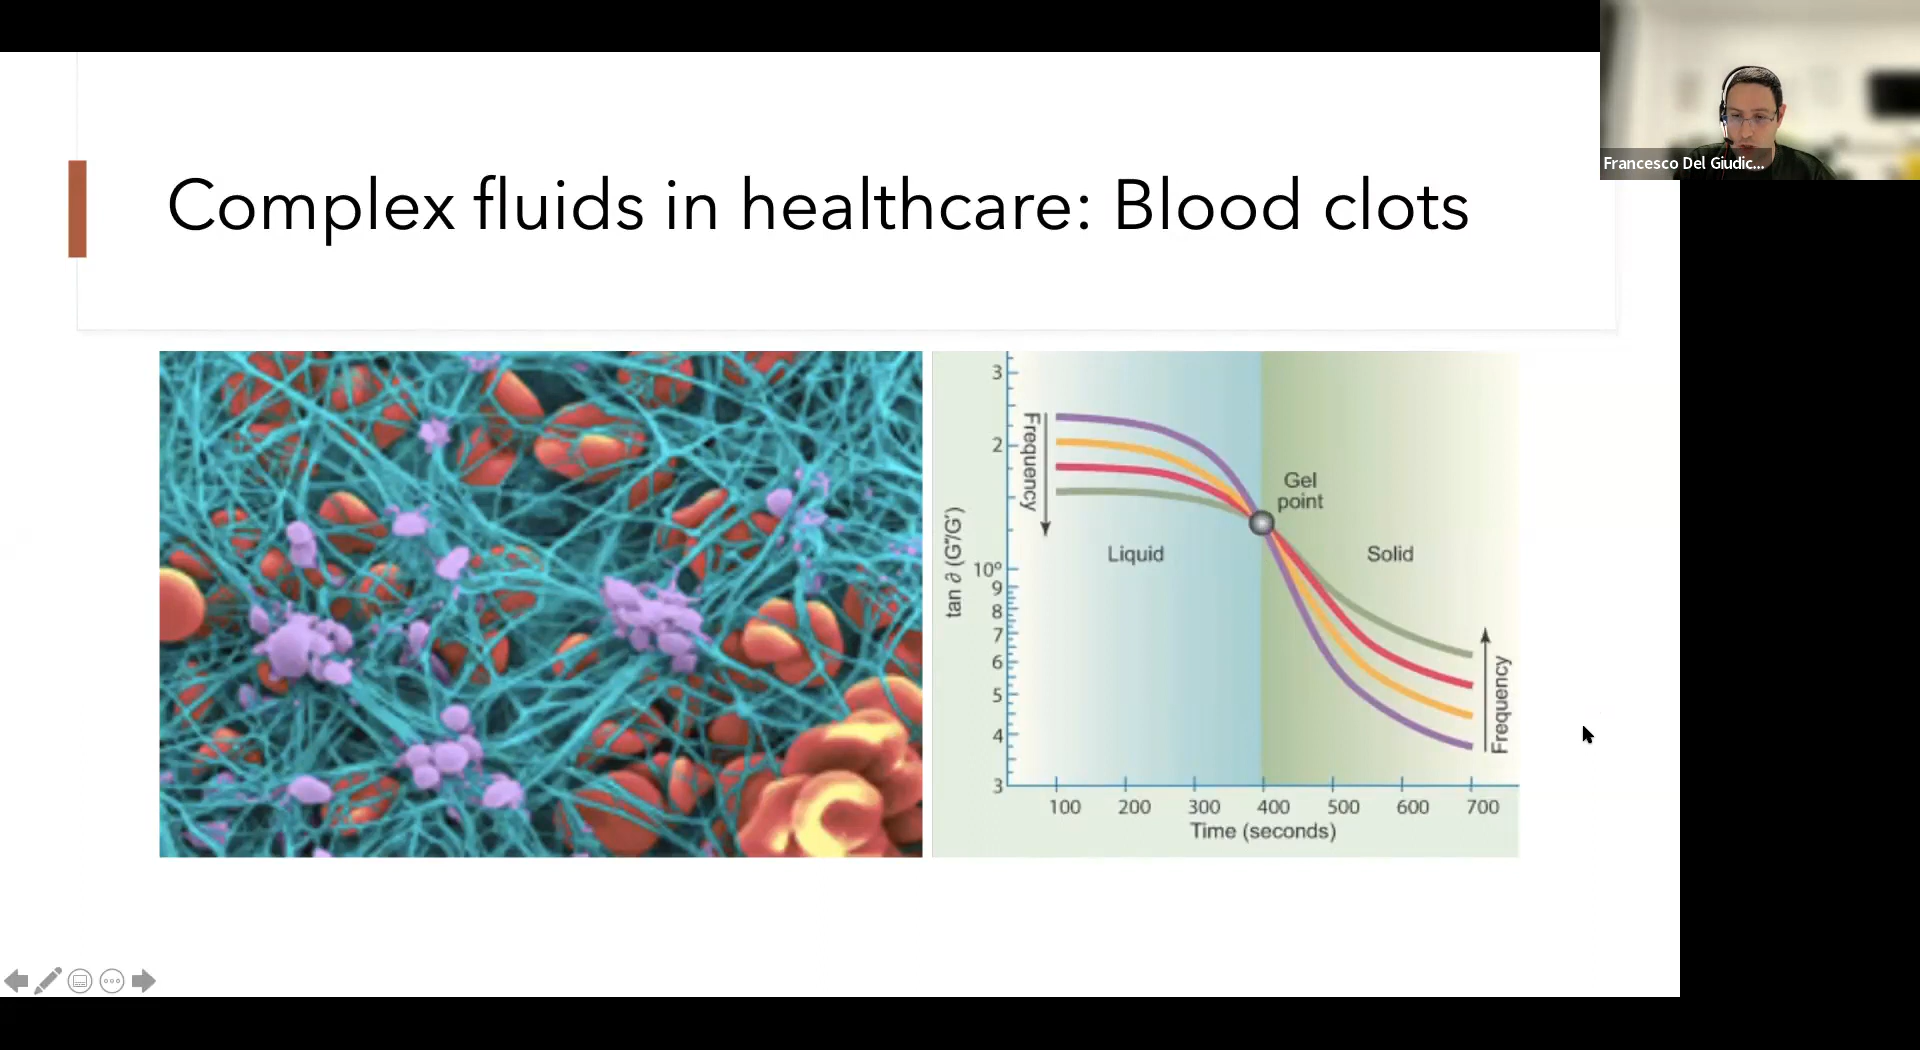 Francesco Del Giudic...
Complex fluids in healthcare: Blood clots
3
2
10⁰
9
8
7
6
5
4
3
tan ∂ (G″/G′)
Frequency
Gel
point
Liquid
Solid
Frequency
100 200 300 400 500 600 700
Time (seconds)